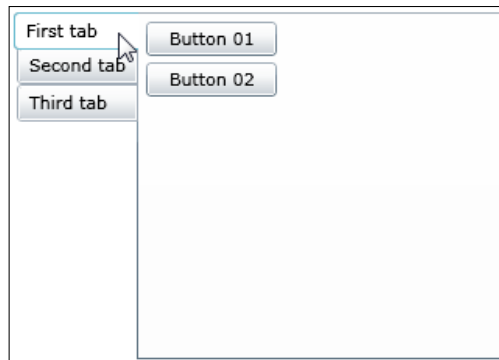 First tab
Second tab
Third tab
Button 01
Button 02